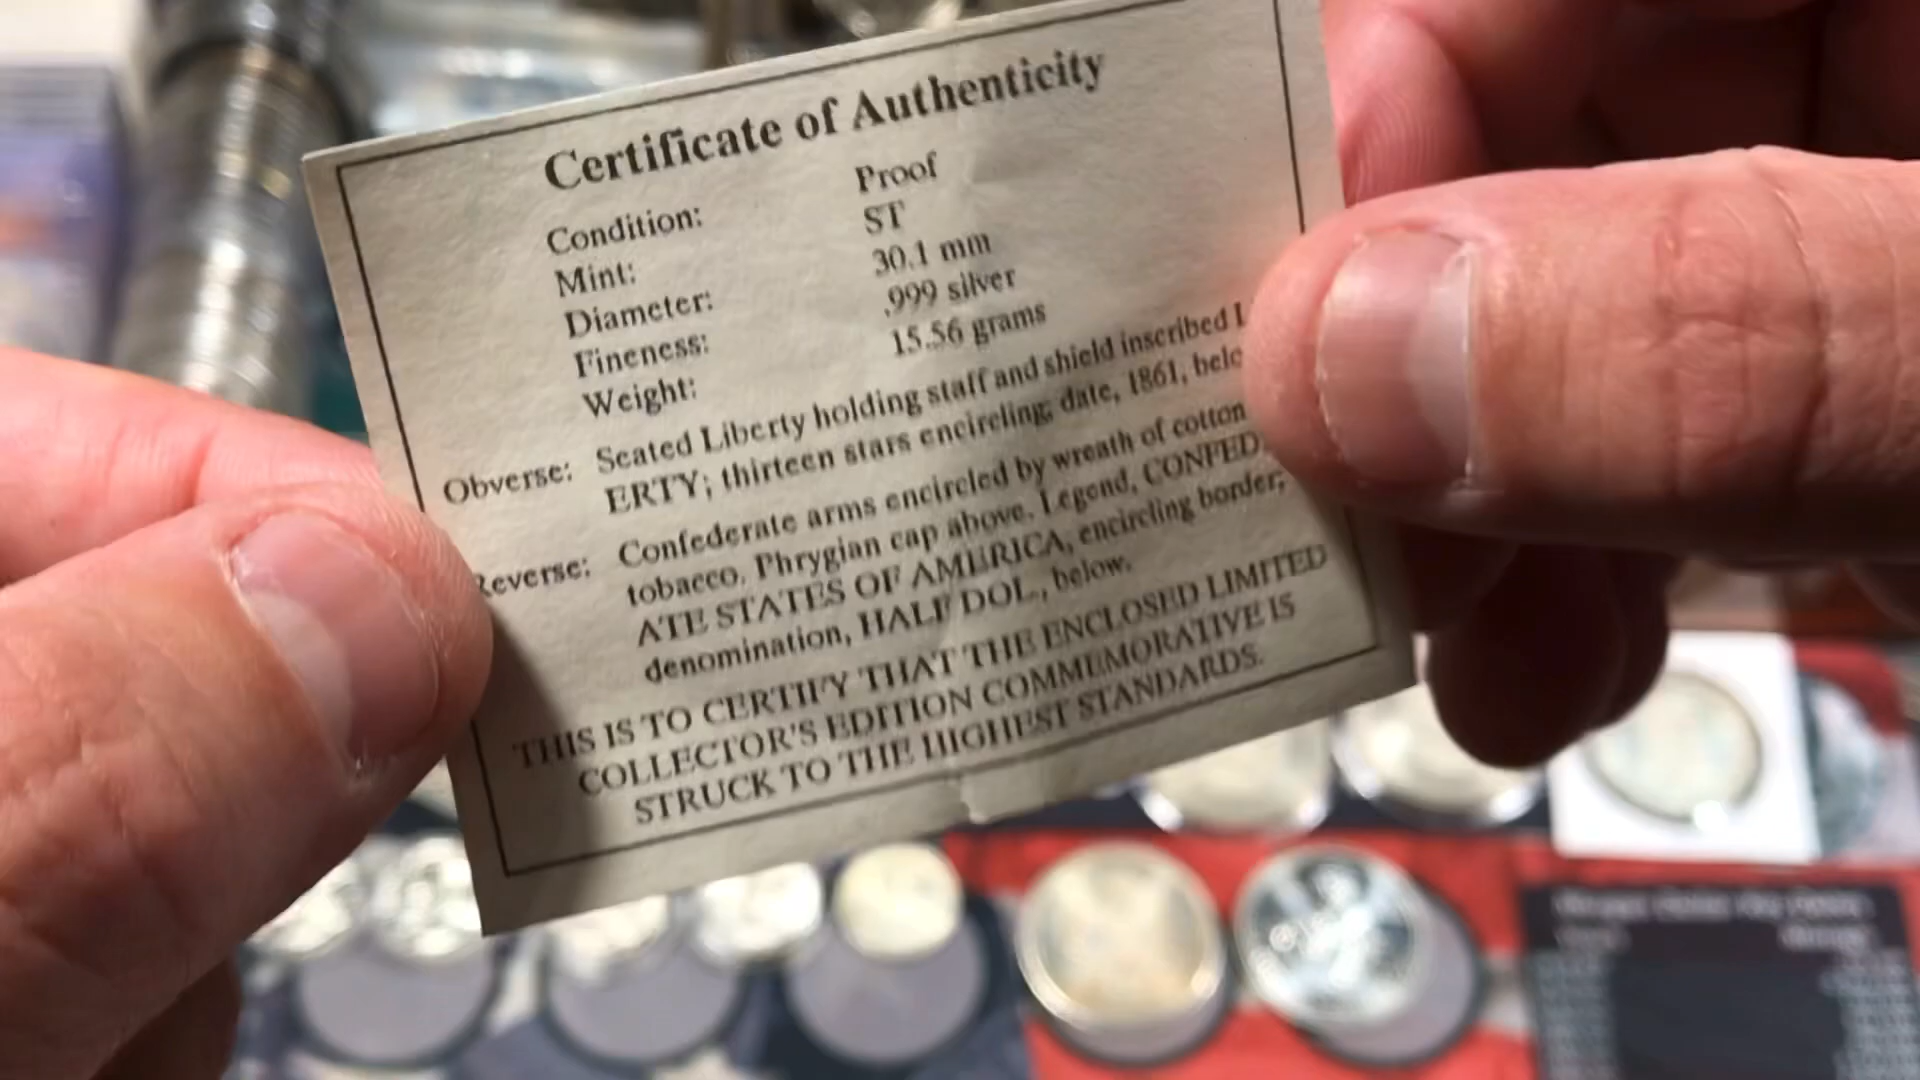 Certificate of Authenticity
Condition: Proof
Mint: ST
Diameter: 30.1 mm
Fineness: .999 silver
Weight: 15.56 grams
Obverse: Seated Liberty holding staff and shield inscribed L
ERTY; thirteen stars encircling; date, 1861, belo
Reverse: Confederate arms encircled by wreath of cotton
tobacco. Phrygian cap above. Legend, CONFED
ATE STATES OF AMERICA, encircling border;
denomination, HALF DOL., below.
THIS IS TO CERTIFY THAT THE ENCLOSED LIMITED
COLLECTOR'S EDITION COMMEMORATIVE IS
STRUCK TO THE HIGHEST STANDARDS.